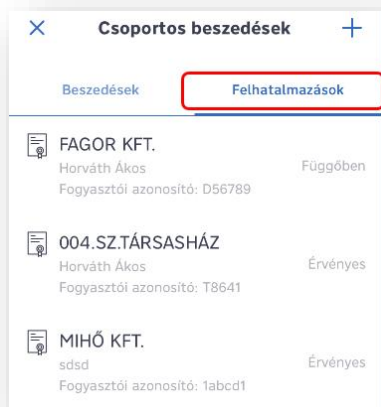 Csoportos beszedések
Beszedések Felhatalmazások
FAGOR KFT.
Horváth Ákos Függőben
Fogyasztói azonosító: D56789
004.SZ.TÁRSASHÁZ
Horváth Ákos Érvényes
Fogyasztói azonosító: T8641
MIHŐ KFT.
sdsd Érvényes
Fogyasztói azonosító: 1abcd1